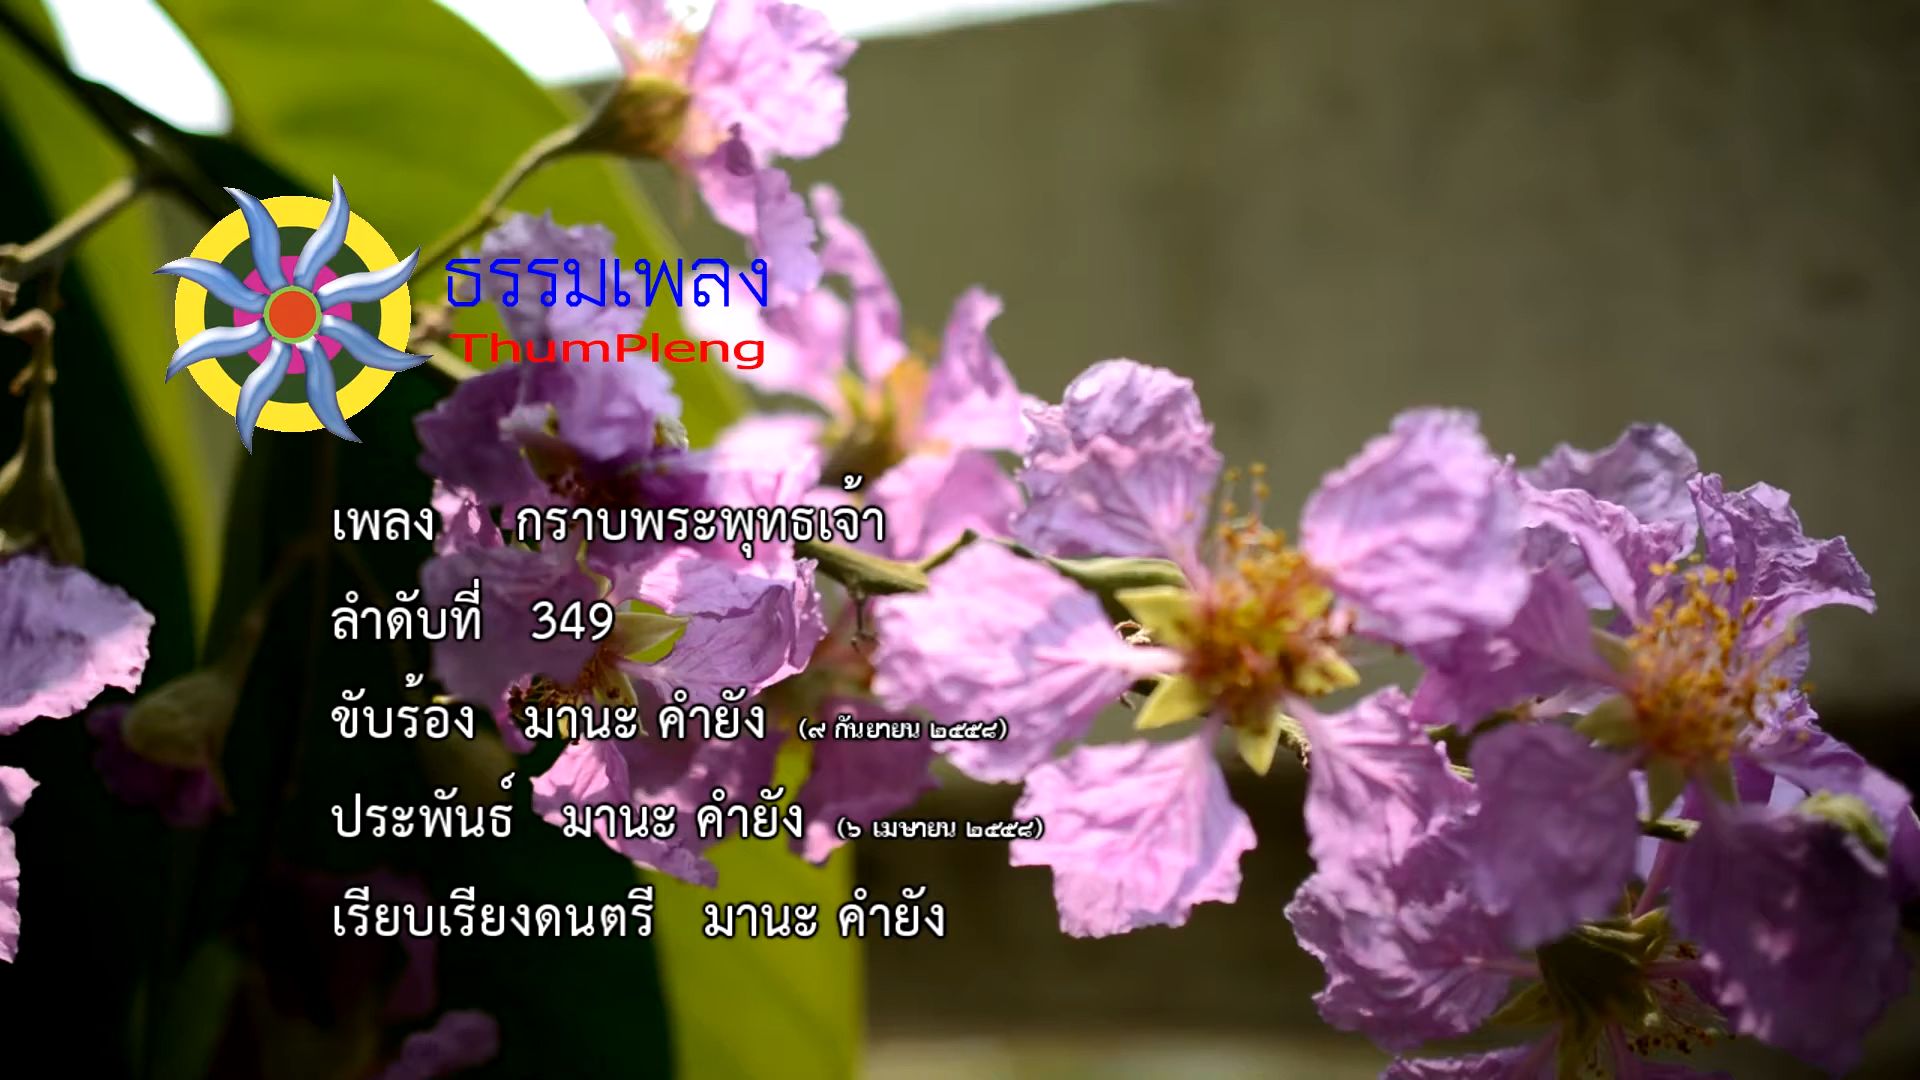 ธรรมเพลง
ThumPleng
เพลง กราบพระพุทธเจ้า
ลำดับที่ 349
ขับร้อง มานะ คำยัง (๙ กันยายน ๒๕๕๘)
ประพันธ์ มานะ คำยัง (๖ เมษายน ๒๕๕๘)
เรียบเรียงดนตรี มานะ คำยัง